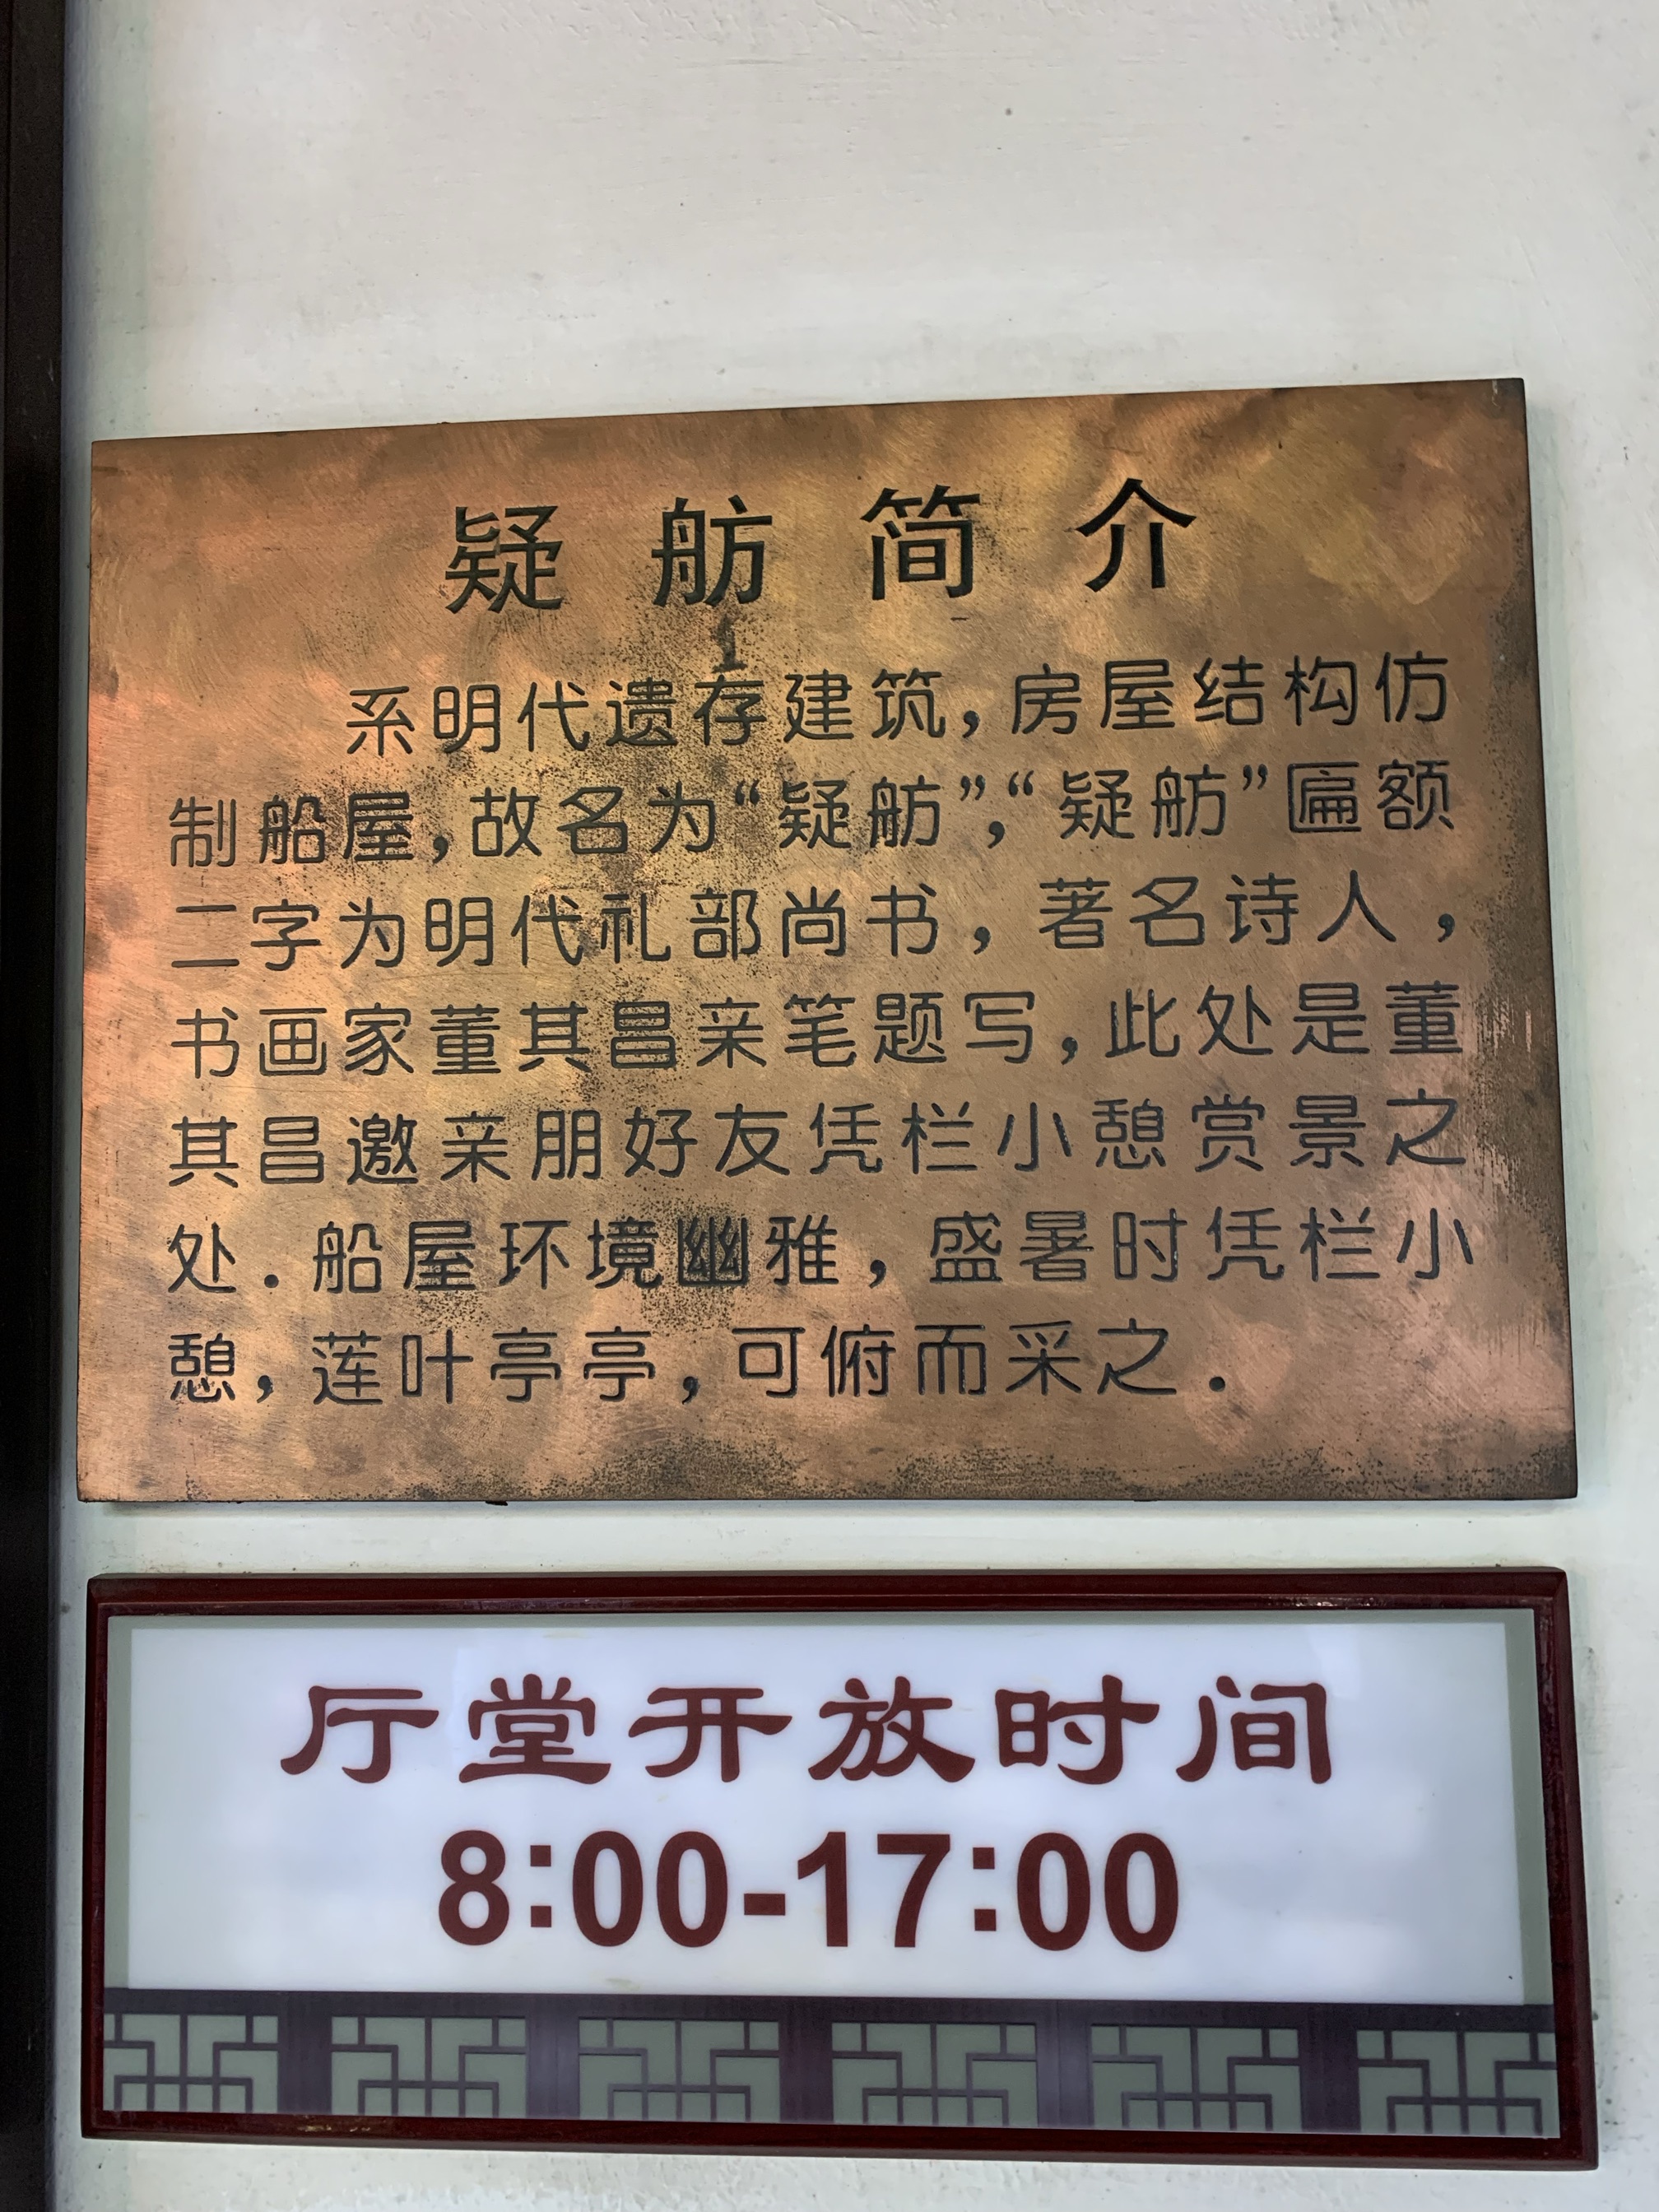 疑舫简介
系明代遗存建筑，房屋结构仿
制船屋，故名为“疑舫”，“疑舫”匾额
二字为明代礼部尚书，著名诗人，
书画家董其昌亲笔题写，此处是董
其昌邀亲朋好友凭栏小憩赏景之
处．船屋环境幽雅，盛暑时凭栏小
憩，莲叶亭亭，可俯而采之．
厅堂开放时间
8:00-17:00